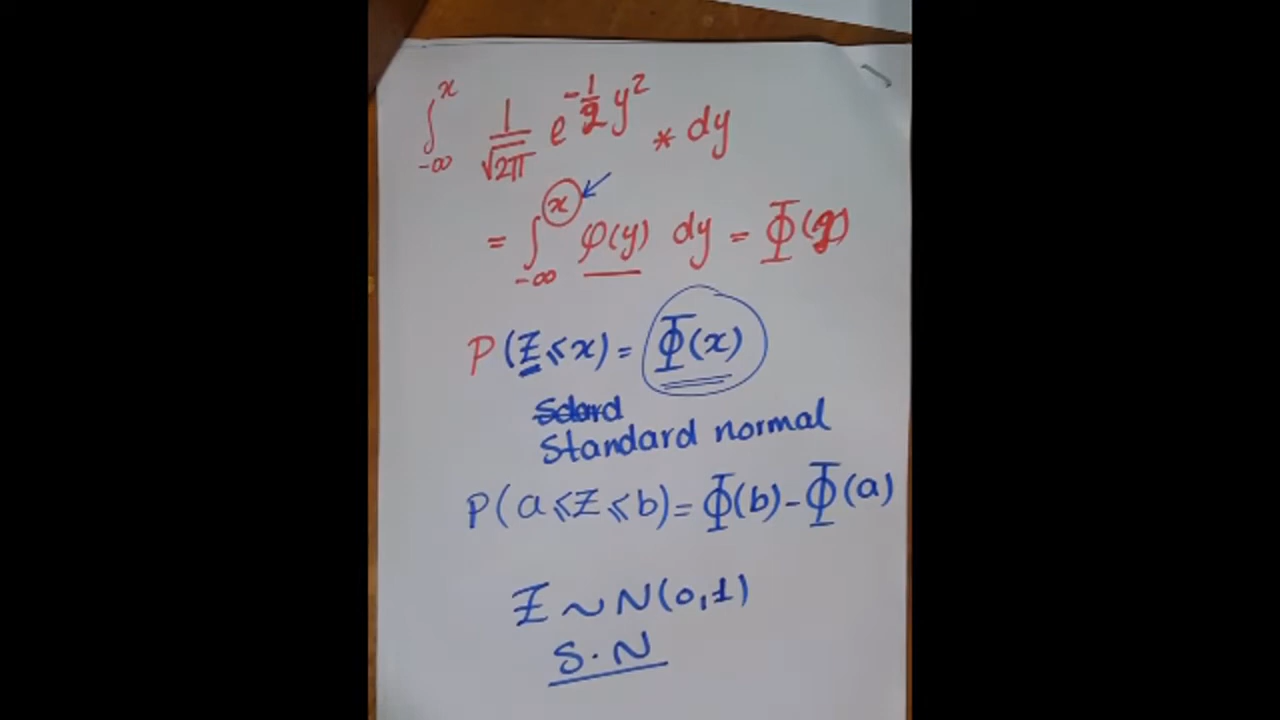 ∫_{-∞}^{x} 1/√(2π) e^{-1/2 y²} * dy
= ∫_{-∞}^{x} φ(y) dy = Φ(y)
P(Z≤x) = Φ(x)
Standard normal
P(a≤Z≤b) = Φ(b) - Φ(a)
Z ~ N(0,1)
S.N